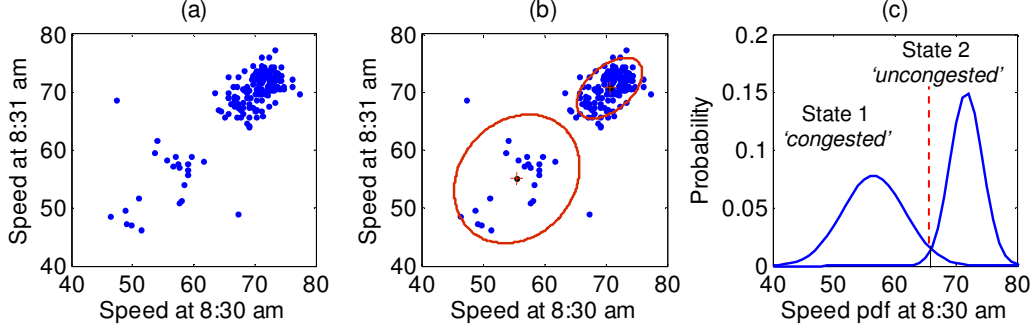 (a)
80
70
60
50
40
40
50
60
70
80
Speed at 8:31 am
Speed at 8:30 am
(b)
80
70
60
50
40
40
50
60
70
80
Speed at 8:31 am
Speed at 8:30 am
(c)
0.2
0.15
0.1
0.05
0
40
50
60
70
80
Probability
State 1
'congested'
State 2
'uncongested'
Speed pdf at 8:30 am